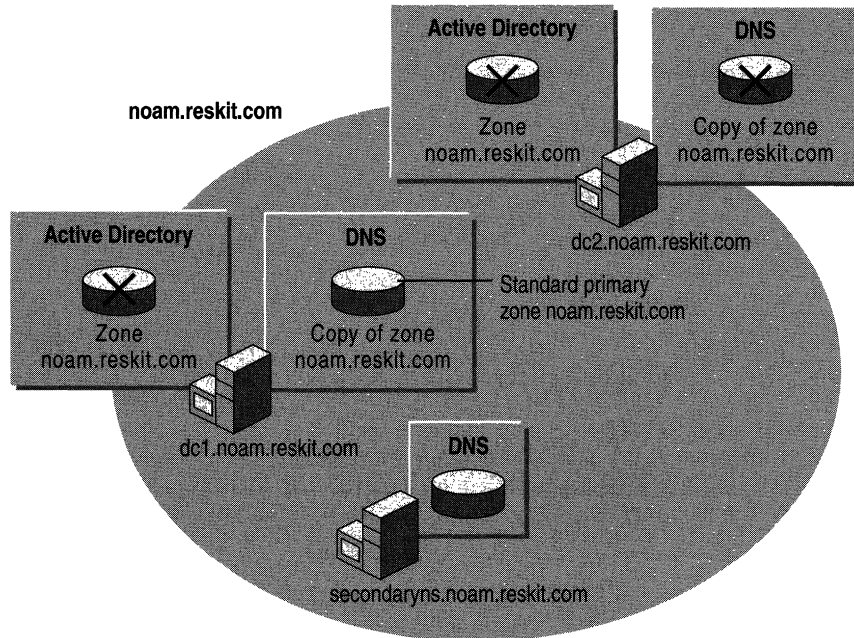 Active Directory
Zone
noam.reskit.com
DNS
Copy of zone
noam.reskit.com
noam.reskit.com
dc2.noam.reskit.com
Active Directory
Zone
noam.reskit.com
DNS
Copy of zone
noam.reskit.com
Standard primary
zone noam.reskit.com
dc1.noam.reskit.com
DNS
secondaryns.noam.reskit.com